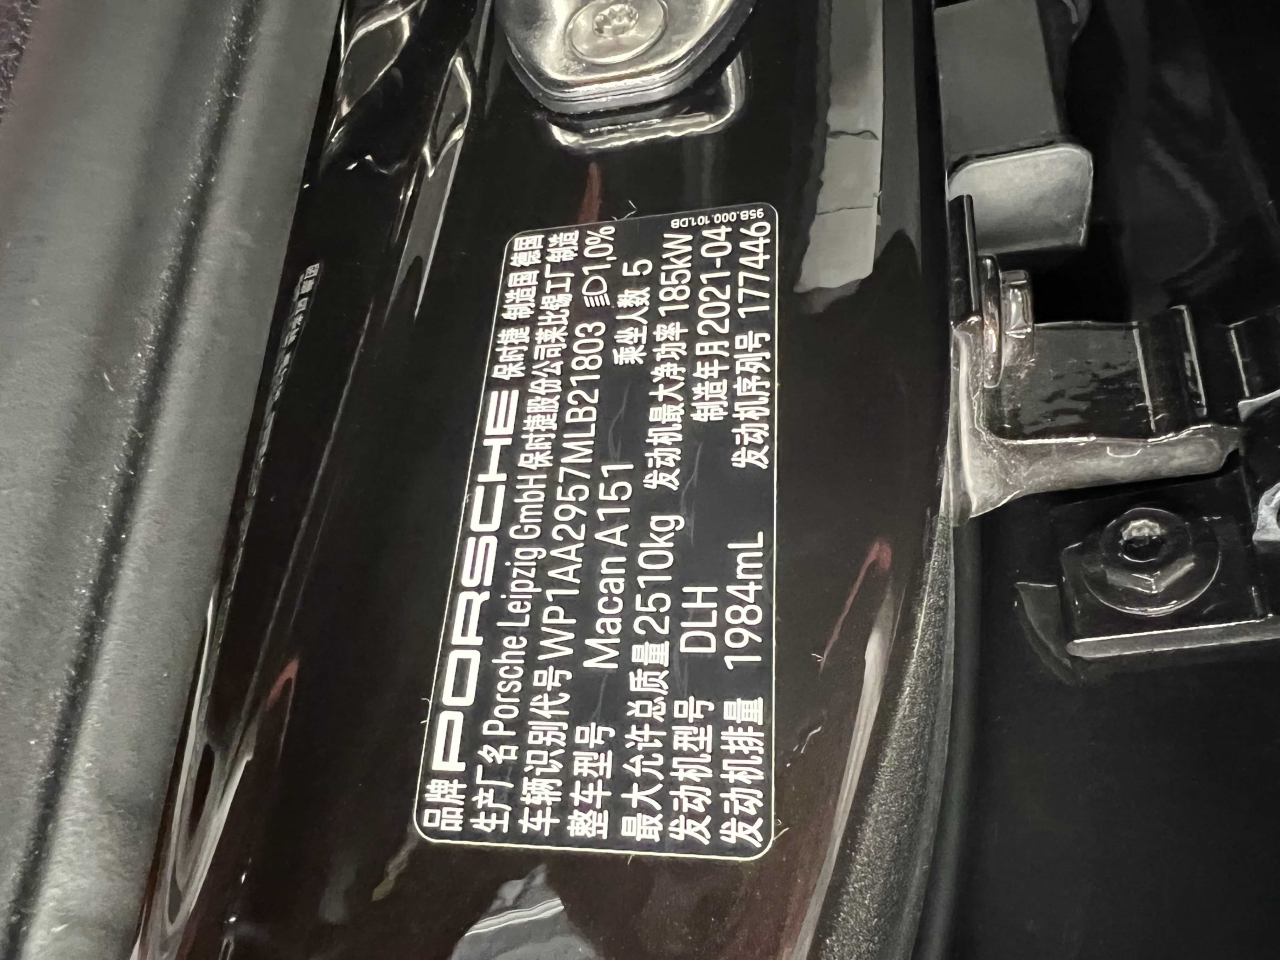 95B.000.101.DB
品牌 PORSCHE 保时捷 制造国 德国
生产厂名 Porsche Leipzig GmbH 保时捷股份公司莱比锡工厂制造
车辆识别代号 WP1AA2957MLB21803 D1,0%
整车型号 Macan A151 乘坐人数 5
最大允许总质量 2510kg 发动机最大净功率 185kW
发动机型号 DLH 制造年月 2021-04
发动机排量 1984mL 发动机序列号 177446